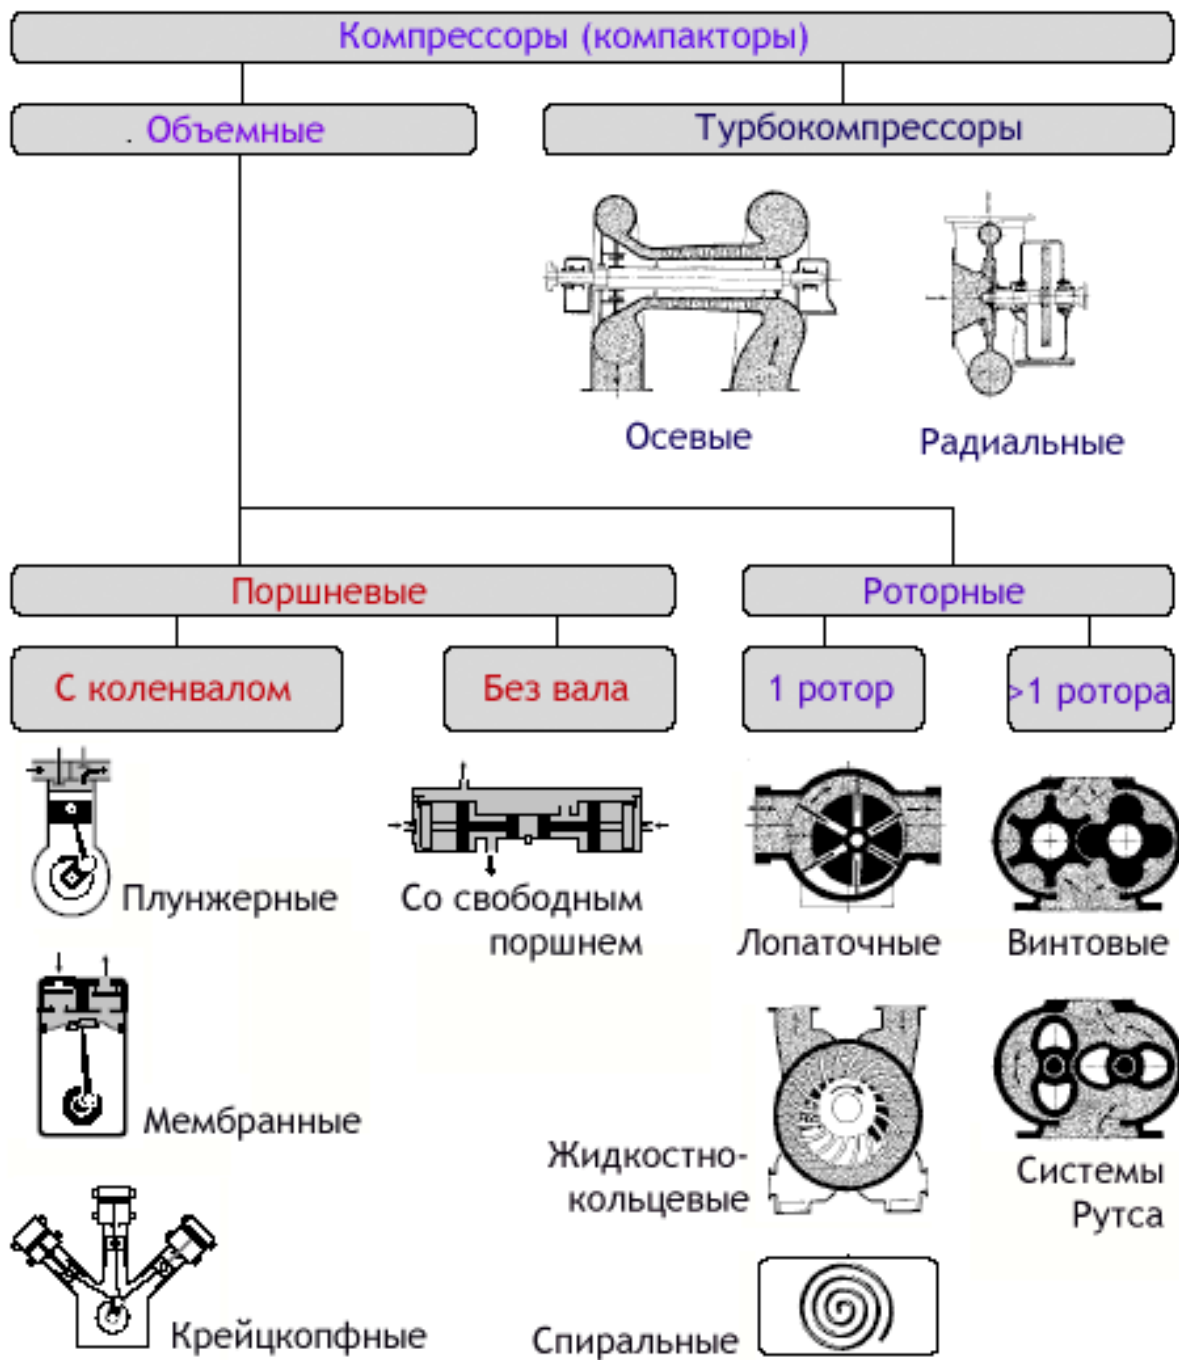 Компрессоры (компакторы)
. Объемные
Турбокомпрессоры
Осевые
Радиальные
Поршневые
Роторные
С коленвалом
Без вала
1 ротор
>1 ротора
Плунжерные
Со свободным
поршнем
Лопаточные
Винтовые
Мембранные
Жидкостно-
кольцевые
Системы
Рутса
Крейцкопфные
Спиральные